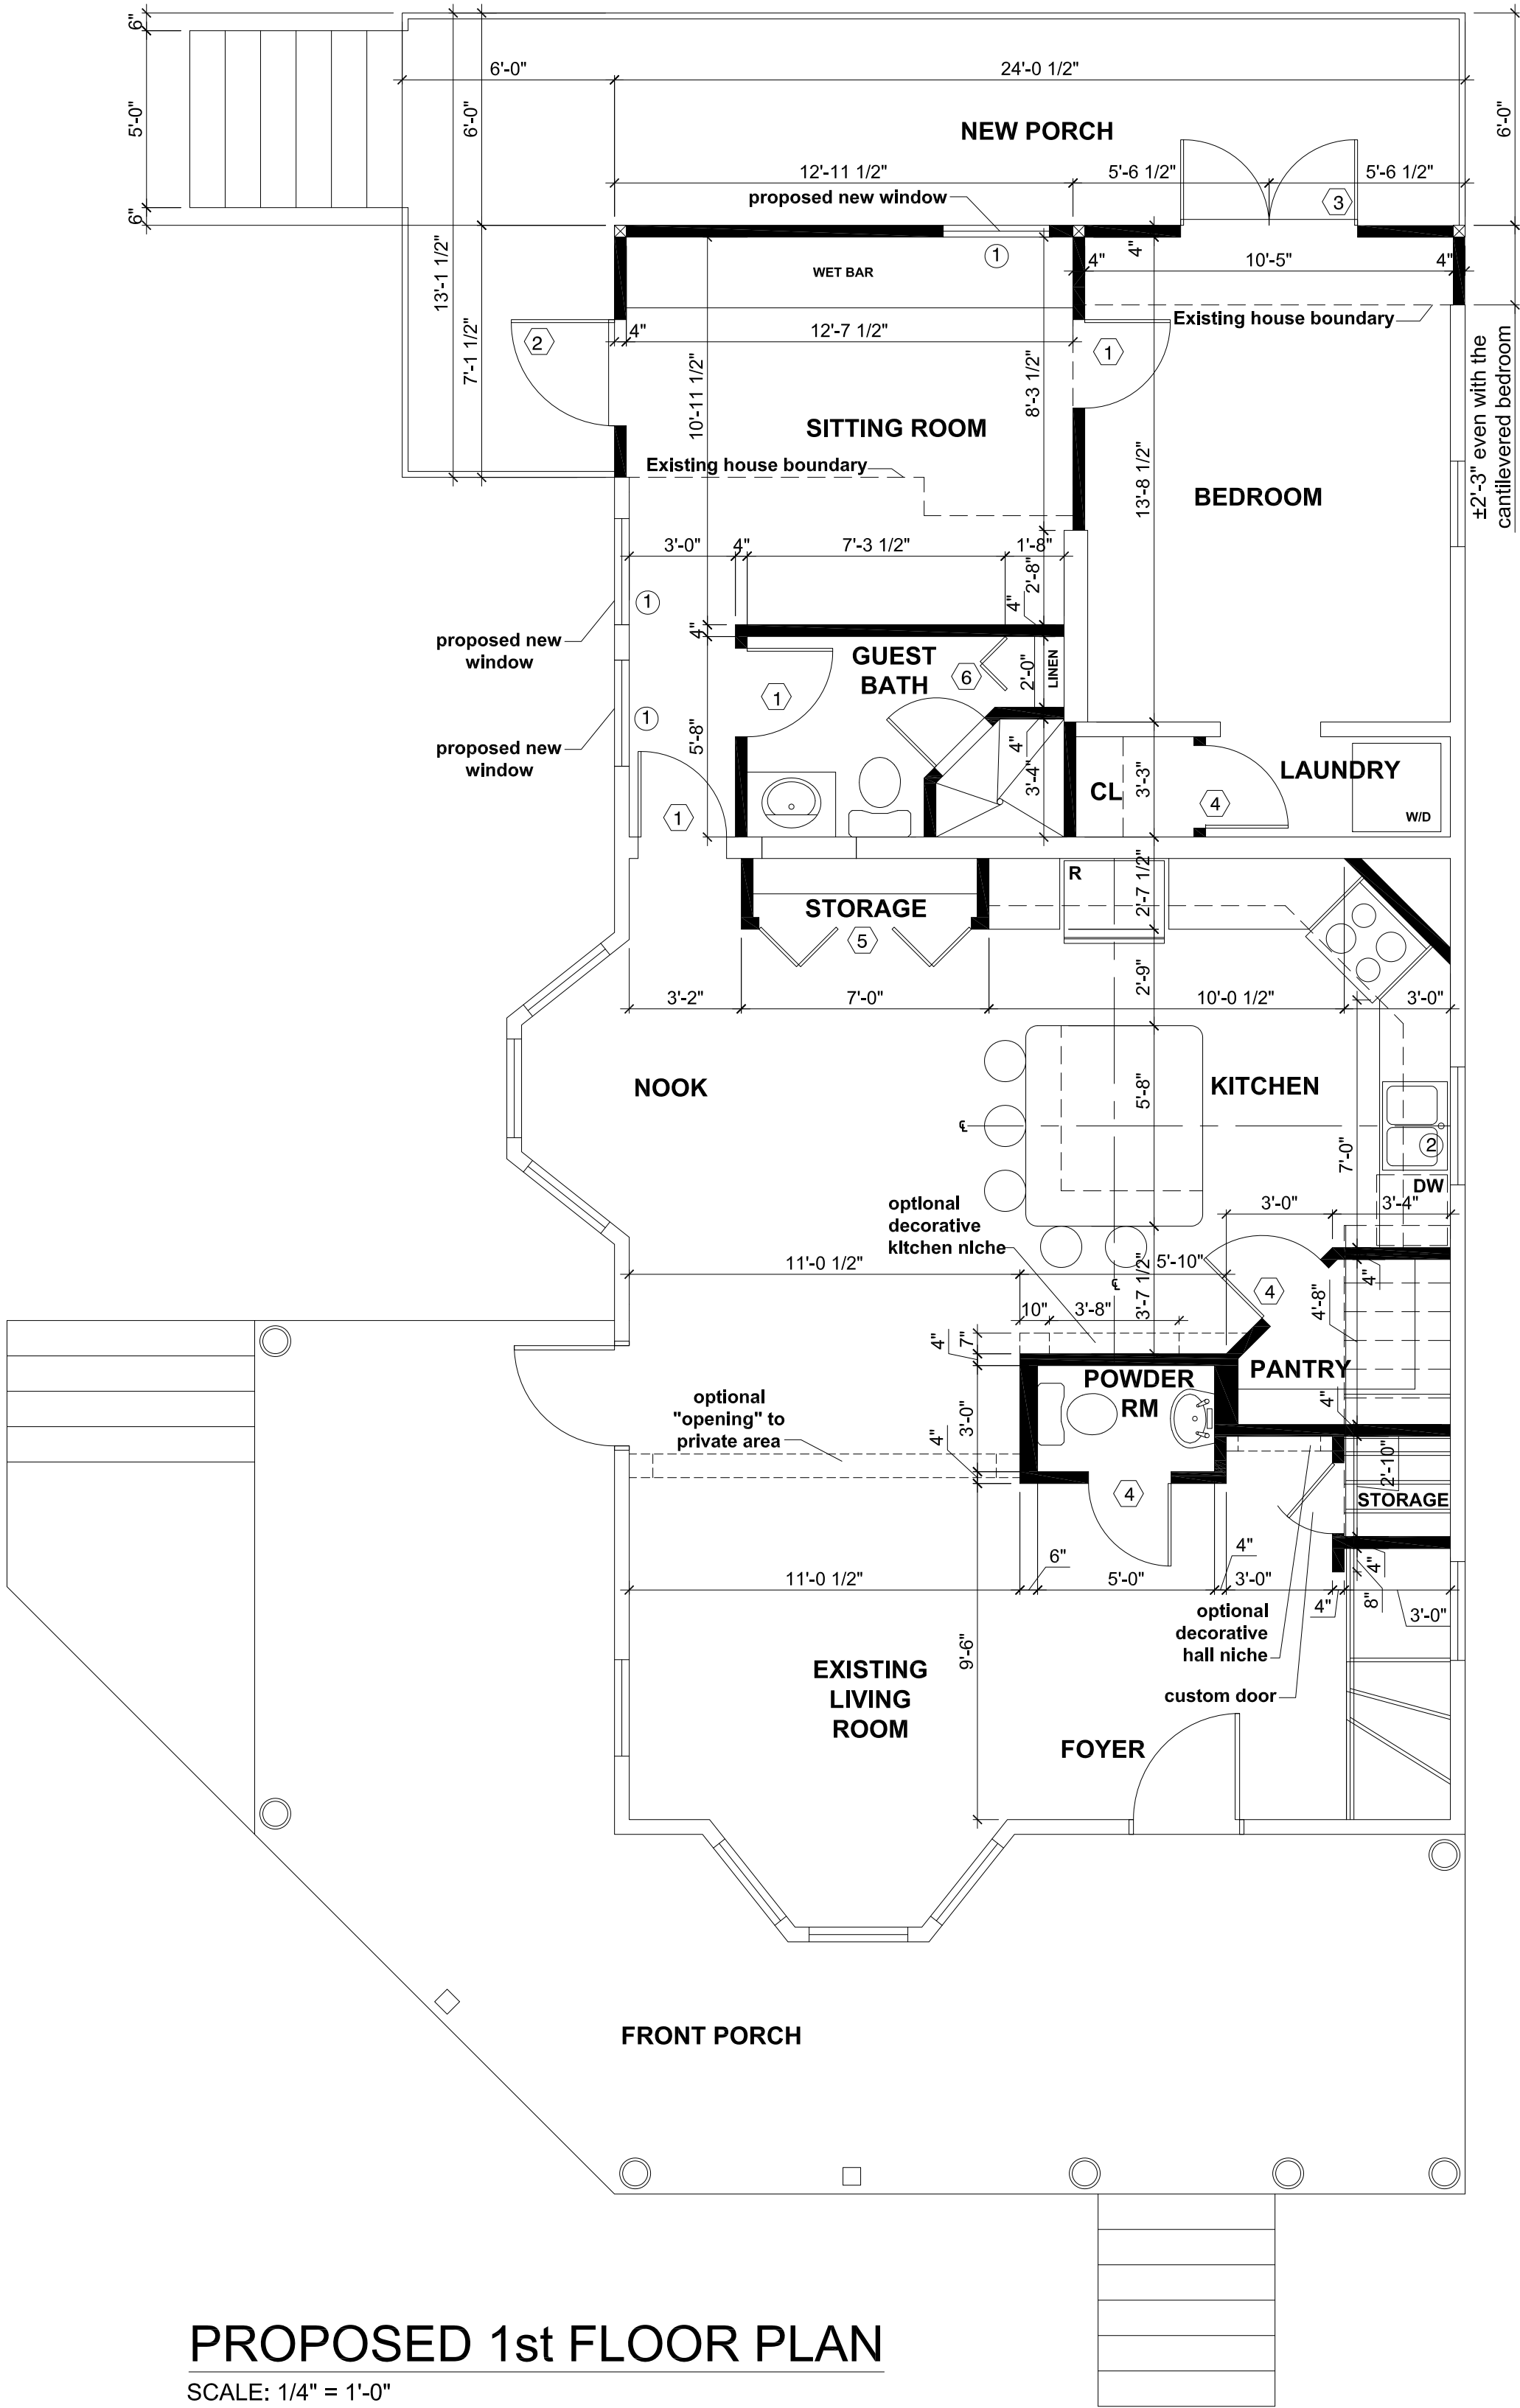 6"
6'-0"
24'-0 1/2"
5'-0"
6'-0"
6'-0"
NEW PORCH
12'-11 1/2"
5'-6 1/2"
5'-6 1/2"
proposed new window
3
6"
13'-1 1/2"
1
4"
WET BAR
4"
10'-5"
4"
Existing house boundary
2
4"
12'-7 1/2"
1
7'-1 1/2"
10'-11 1/2"
8'-3 1/2"
±2'-3" even with the
cantilevered bedroom
SITTING ROOM
Existing house boundary
13'-8 1/2"
BEDROOM
3'-0"
4"
7'-3 1/2"
1'-8"
2'-8"
1
4"
proposed new
window
4"
GUEST
BATH
6
2'-0"
LINEN
1
1
proposed new
window
5'-8"
4"
3'-4"
CL
3'-3"
LAUNDRY
4
W/D
1
R
2'-7 1/2"
STORAGE
5
2'-9"
3'-2"
7'-0"
10'-0 1/2"
3'-0"
NOOK
5'-8"
KITCHEN
℄
7'-0"
2
DW
optional
decorative
kitchen niche
3'-0"
3'-4"
11'-0 1/2"
℄
3'-7 1/2"
5'-10"
4
4"
4'-8"
10"
3'-8"
4"
7"
POWDER
RM
PANTRY
optional
"opening" to
private area
3'-0"
4"
4"
2'-10"
4
STORAGE
6"
4"
11'-0 1/2"
5'-0"
3'-0"
4"
4"
8"
3'-0"
optional
decorative
hall niche
9'-6"
EXISTING
LIVING
ROOM
custom door
FOYER
FRONT PORCH
PROPOSED 1st FLOOR PLAN
SCALE: 1/4" = 1'-0"